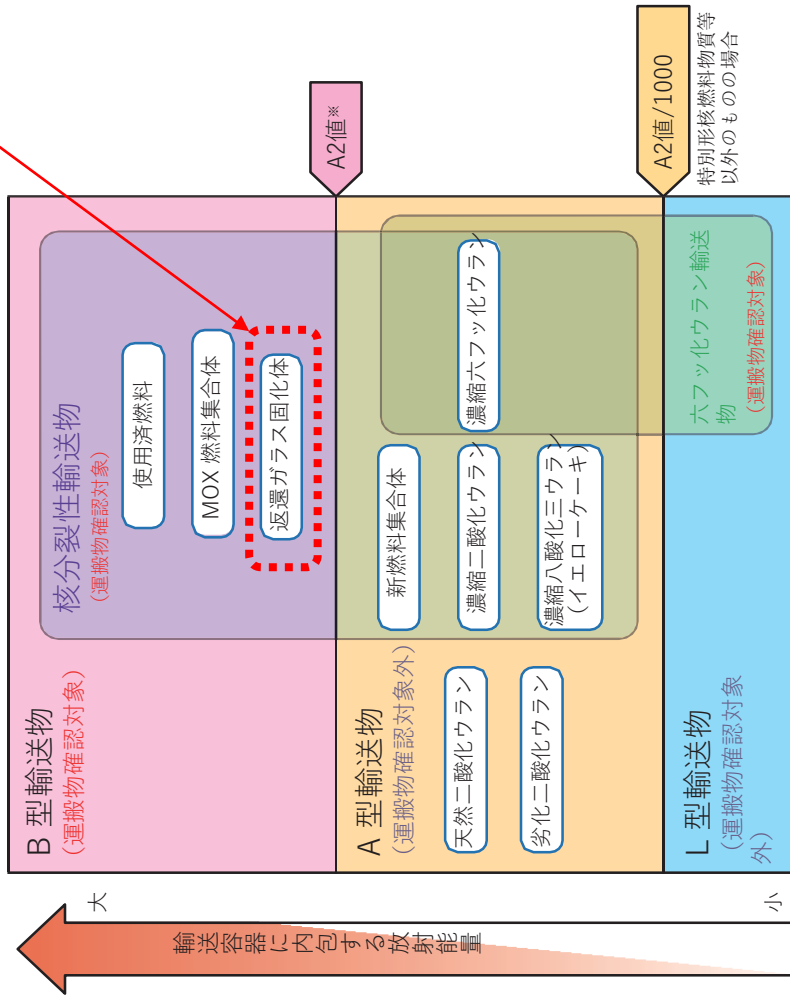 B 型輸送物
(運搬物確認対象)
核分裂性輸送物
(運搬物確認対象)
使用済燃料
MOX 燃料集合体
返還ガラス固化体
A2値※
A 型輸送物
(運搬物確認対象外)
天然二酸化ウラン
劣化二酸化ウラン
新燃料集合体
濃縮二酸化ウラン
濃縮八酸化三ウラン
(イエローケーキ)
濃縮六フッ化ウラン
A2値/1000
特別形核燃料物質等
以外のものの場合
L 型輸送物
(運搬物確認対象
外)
六フッ化ウラン輸送
物
(運搬物確認対象)
大
輸送容器に内包する放射能量
小